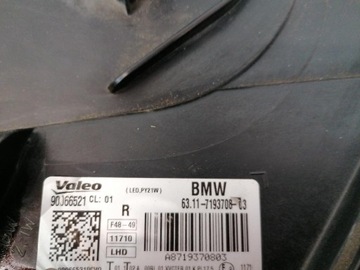 Valeo
(LED,PY21W)
BMW
90066521 CL: 01
63.11-7193708-03
R
F48-49
11710
LHD
A8719370803